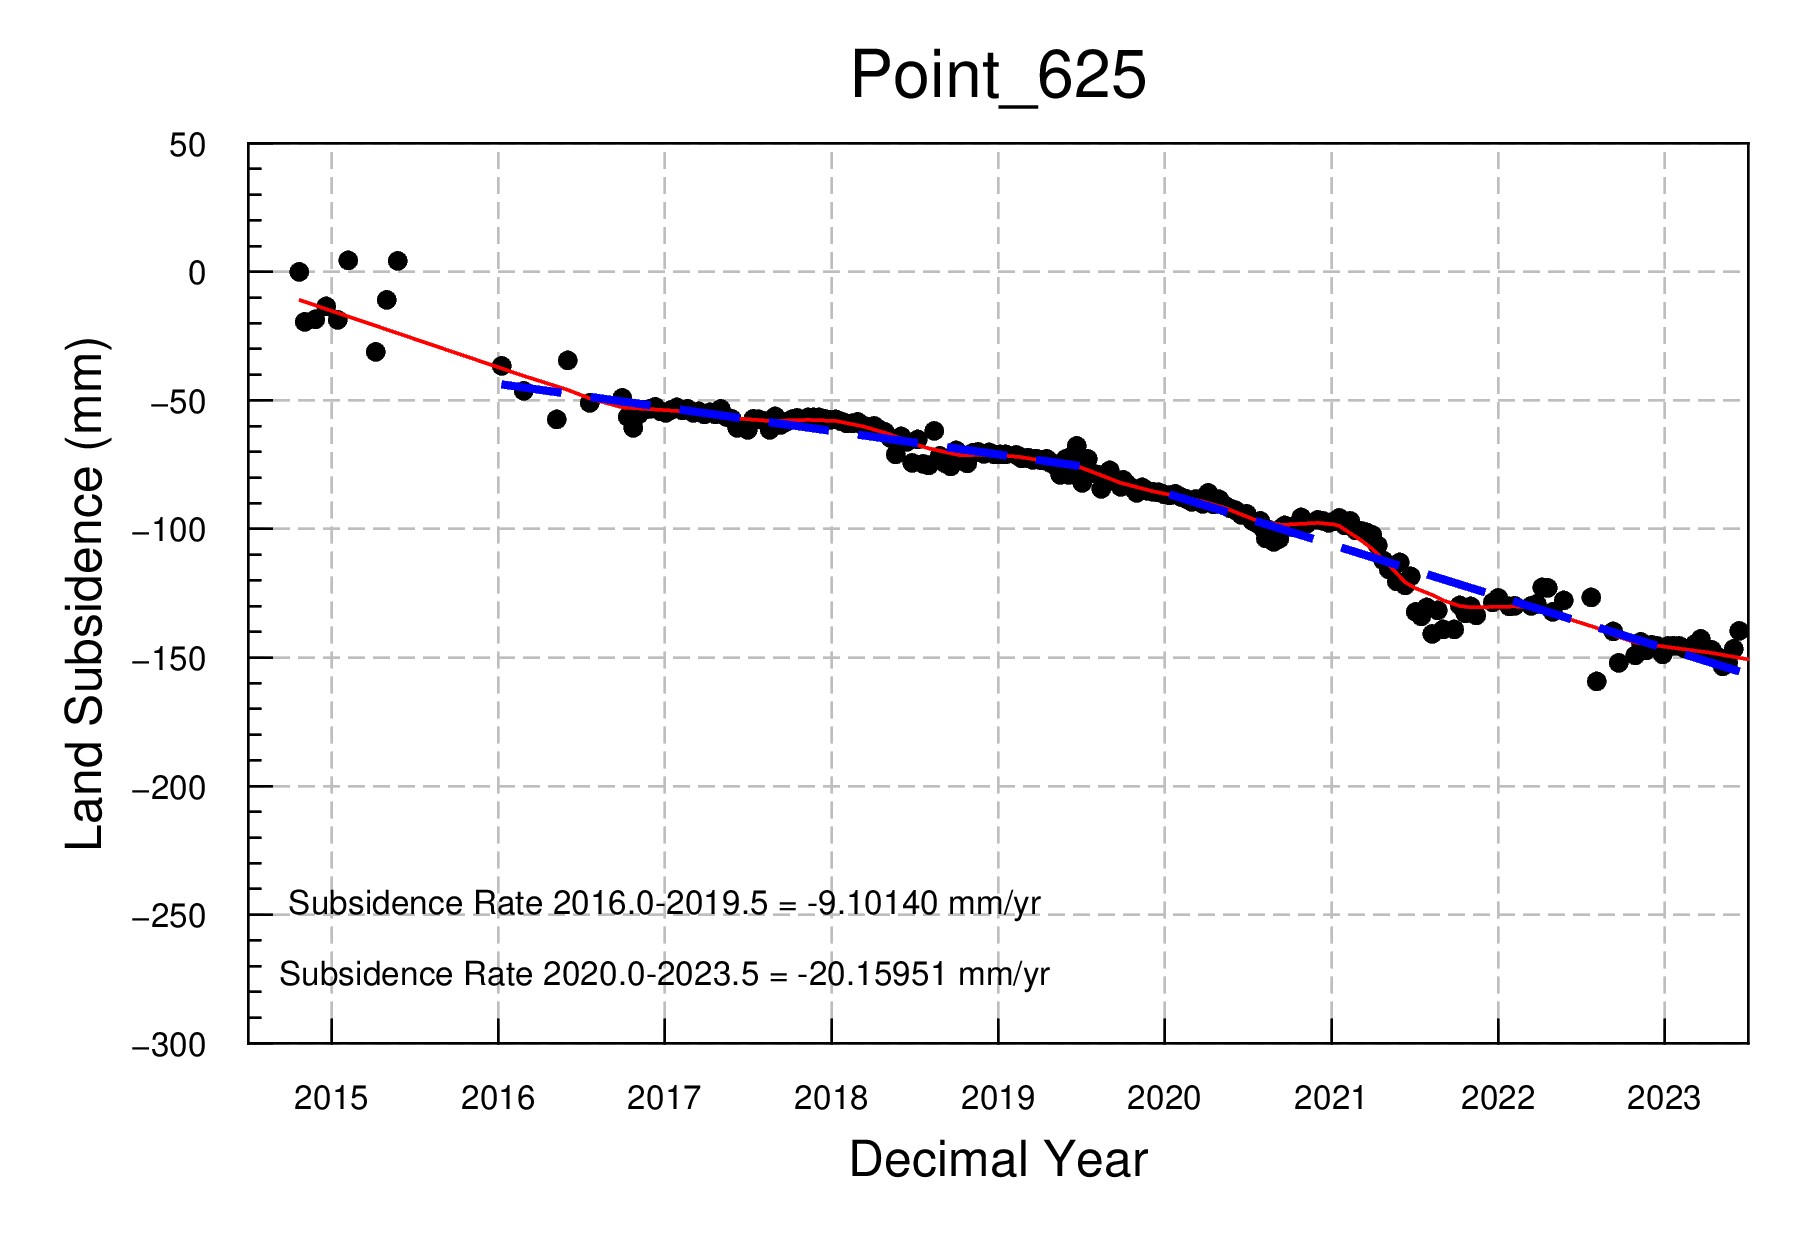 Point_625
50
0
−50
−100
−150
−200
−250
−300
Land Subsidence (mm)
Subsidence Rate 2016.0-2019.5 = -9.10140 mm/yr
Subsidence Rate 2020.0-2023.5 = -20.15951 mm/yr
2015 2016 2017 2018 2019 2020 2021 2022 2023
Decimal Year